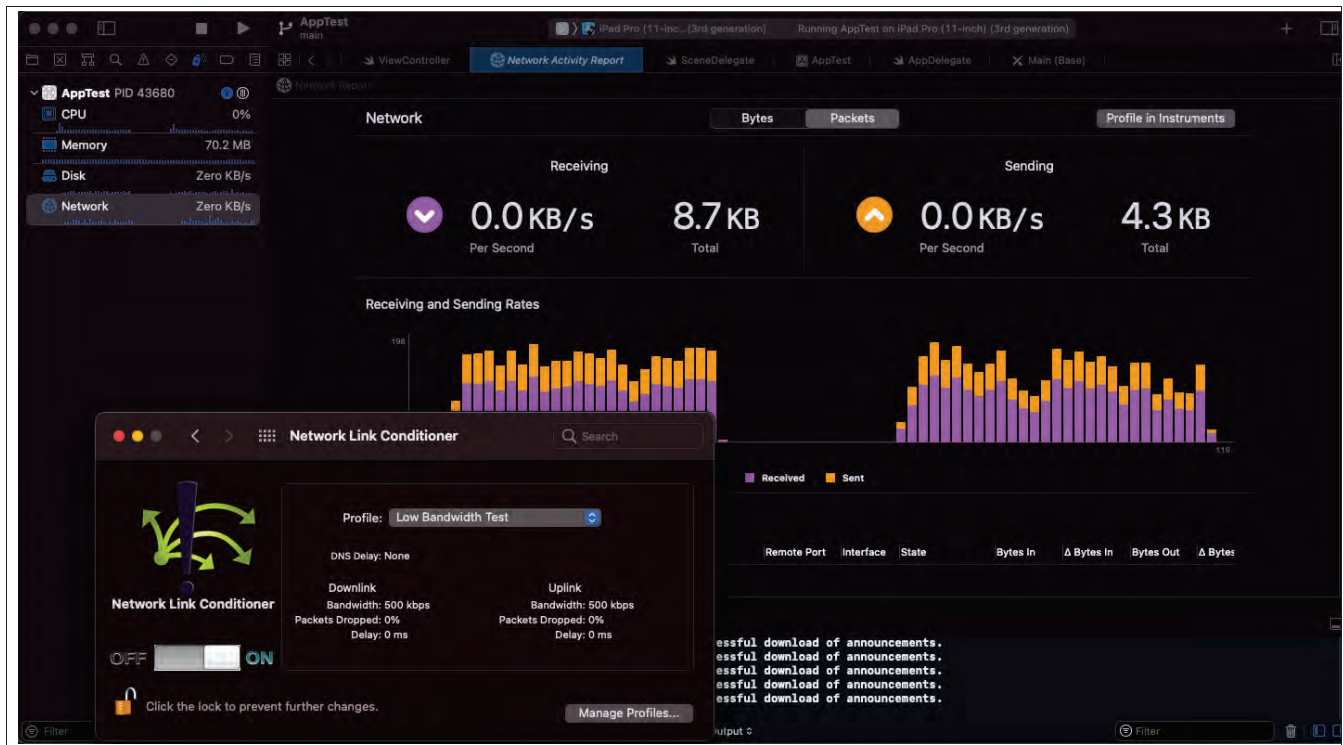 AppTest
main
iPad Pro (11-inc...(3rd generation)
Running AppTest on iPad Pro (11-inch) (3rd generation)
ViewController
Network Activity Report
SceneDelegate
AppTest
AppDelegate
Main (Base)
AppTest PID 43680
Network Report
CPU 0%
Memory 70.2 MB
Disk Zero KB/s
Network Zero KB/s
Network
Bytes
Packets
Profile in Instruments
Receiving
Sending
0.0 KB/s
8.7 KB
0.0 KB/s
4.3 KB
Per Second
Total
Per Second
Total
Receiving and Sending Rates
198
119
Received
Sent
Remote Port Interface State Bytes In Δ Bytes In Bytes Out Δ Bytes
Network Link Conditioner
Search
Profile: Low Bandwidth Test
DNS Delay: None
Downlink
Bandwidth: 500 kbps
Packets Dropped: 0%
Delay: 0 ms
Uplink
Bandwidth: 500 kbps
Packets Dropped: 0%
Delay: 0 ms
Network Link Conditioner
OFF ON
Click the lock to prevent further changes.
Manage Profiles...
essful download of announcements.
essful download of announcements.
essful download of announcements.
essful download of announcements.
essful download of announcements.
Filter
utput
Filter